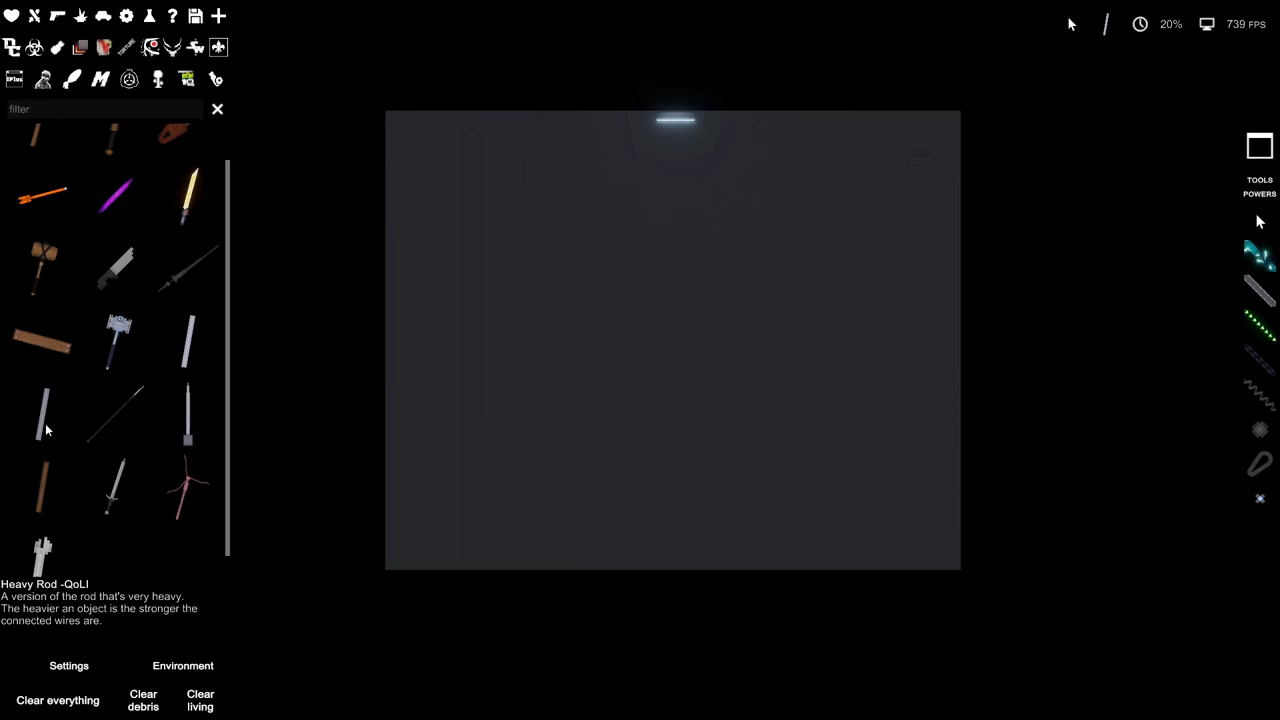 20%
739 FPS
filter
TOOLS
POWERS
Heavy Rod -QoLI
A version of the rod that's very heavy.
The heavier an object is the stronger the
connected wires are.
Settings
Environment
Clear everything
Clear
debris
Clear
living